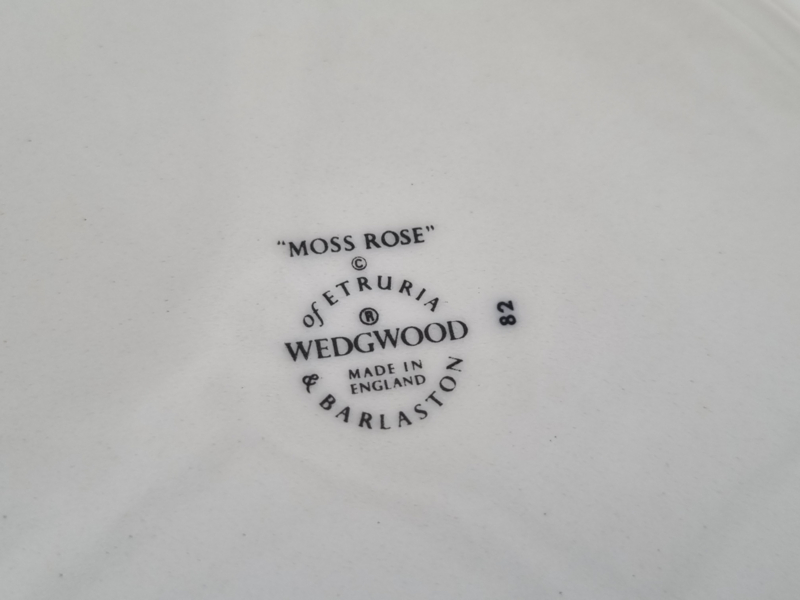 "MOSS ROSE"
©
of ETRURIA
®
WEDGWOOD
MADE IN
ENGLAND
& BARLASTON
82